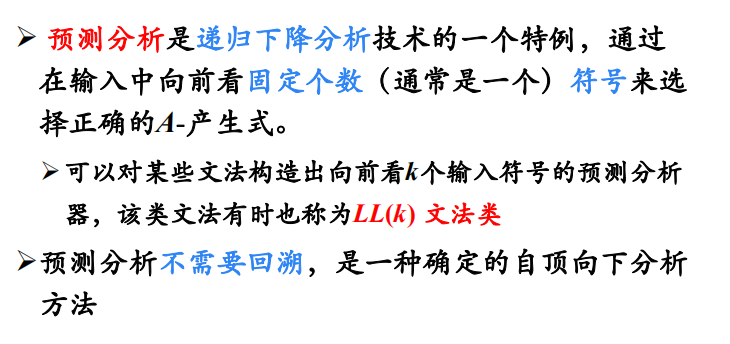 ➢ 预测分析是递归下降分析技术的一个特例，通过
在输入中向前看固定个数（通常是一个）符号来选
择正确的A-产生式。
➢ 可以对某些文法构造出向前看k个输入符号的预测分析
器，该类文法有时也称为LL(k) 文法类
➢ 预测分析不需要回溯，是一种确定的自顶向下分析
方法